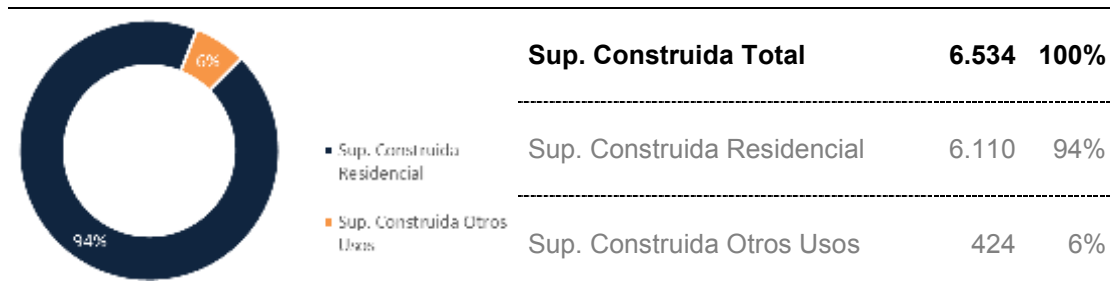 6%
94%
Sup. Construida
Residencial
Sup. Construida Otros
Usos
Sup. Construida Total 6.534 100%
Sup. Construida Residencial 6.110 94%
Sup. Construida Otros Usos 424 6%